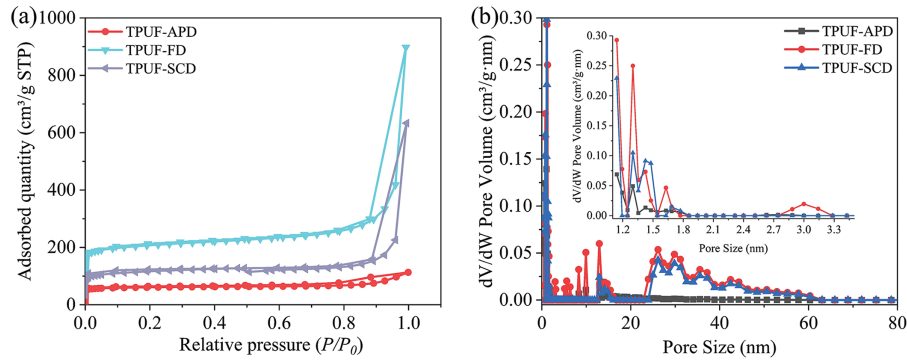 (a)
1000
800
600
400
200
0
Adsorbed quantity (cm³/g STP)
TPUF-APD
TPUF-FD
TPUF-SCD
0.0 0.2 0.4 0.6 0.8 1.0
Relative pressure (P/P₀)
(b)
0.30
0.25
0.20
0.15
0.10
0.05
0.00
dV/dW Pore Volume (cm³/g·nm)
TPUF-APD
TPUF-FD
TPUF-SCD
0.30
0.25
0.20
0.15
0.10
0.05
0.00
dV/dW Pore Volume (cm³/g·nm)
1.2 1.5 1.8 2.1 2.4 2.7 3.0 3.3
Pore Size (nm)
0 20 40 60 80
Pore Size (nm)